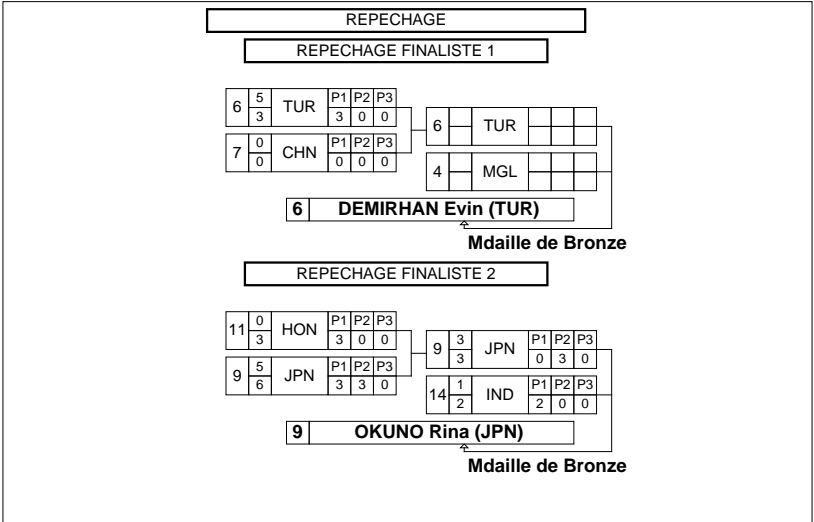 REPECHAGE
REPECHAGE FINALISTE 1
6 5 3 TUR P1 P2 P3 3 0 0
7 0 0 CHN P1 P2 P3 0 0 0
6 TUR
4 MGL
6 DEMIRHAN Evin (TUR)
Mdaille de Bronze
REPECHAGE FINALISTE 2
11 0 3 HON P1 P2 P3 3 0 0
9 5 6 JPN P1 P2 P3 3 3 0
9 3 3 JPN P1 P2 P3 0 3 0
14 1 2 IND P1 P2 P3 2 0 0
9 OKUNO Rina (JPN)
Mdaille de Bronze